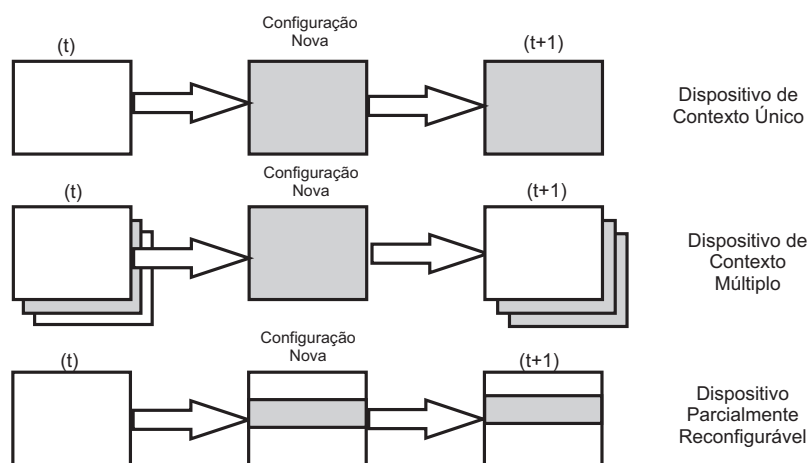 (t)
Configuração
Nova
(t+1)
Dispositivo de
Contexto Único
(t)
Configuração
Nova
(t+1)
Dispositivo de
Contexto
Múltiplo
(t)
Configuração
Nova
(t+1)
Dispositivo
Parcialmente
Reconfigurável